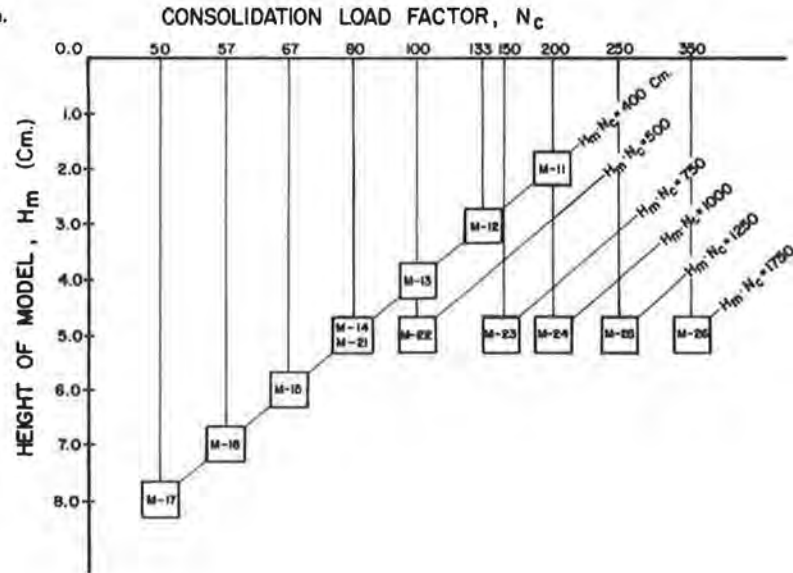 CONSOLIDATION LOAD FACTOR, Nc
0.0 50 57 67 80 100 133 150 200 250 350
HEIGHT OF MODEL, Hm (Cm.)
1.0
2.0
3.0
4.0
5.0
6.0
7.0
8.0
M-11
M-12
M-13
M-14
M-21
M-22
M-23
M-24
M-25
M-26
M-15
M-16
M-17
Hm·Nc=400 Cm.
Hm·Nc=500
Hm·Nc=750
Hm·Nc=1000
Hm·Nc=1250
Hm·Nc=1750